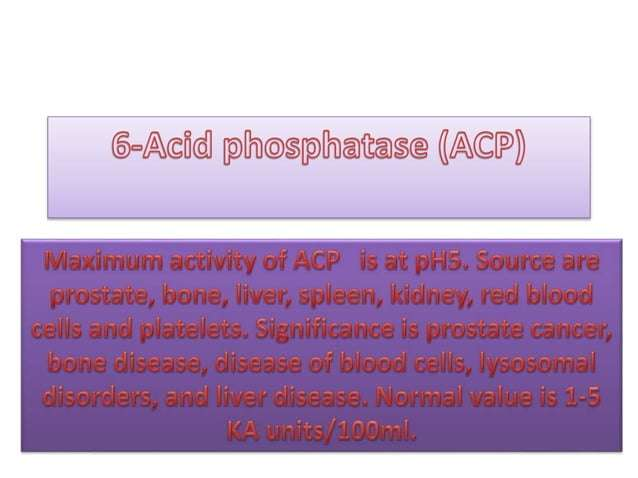 6-Acid phosphatase (ACP)
Maximum activity of ACP   is at pH5. Source are
prostate, bone, liver, spleen, kidney, red blood
cells and platelets. Significance is prostate cancer,
bone disease, disease of blood cells, lysosomal
disorders, and liver disease. Normal value is 1-5
KA units/100ml.